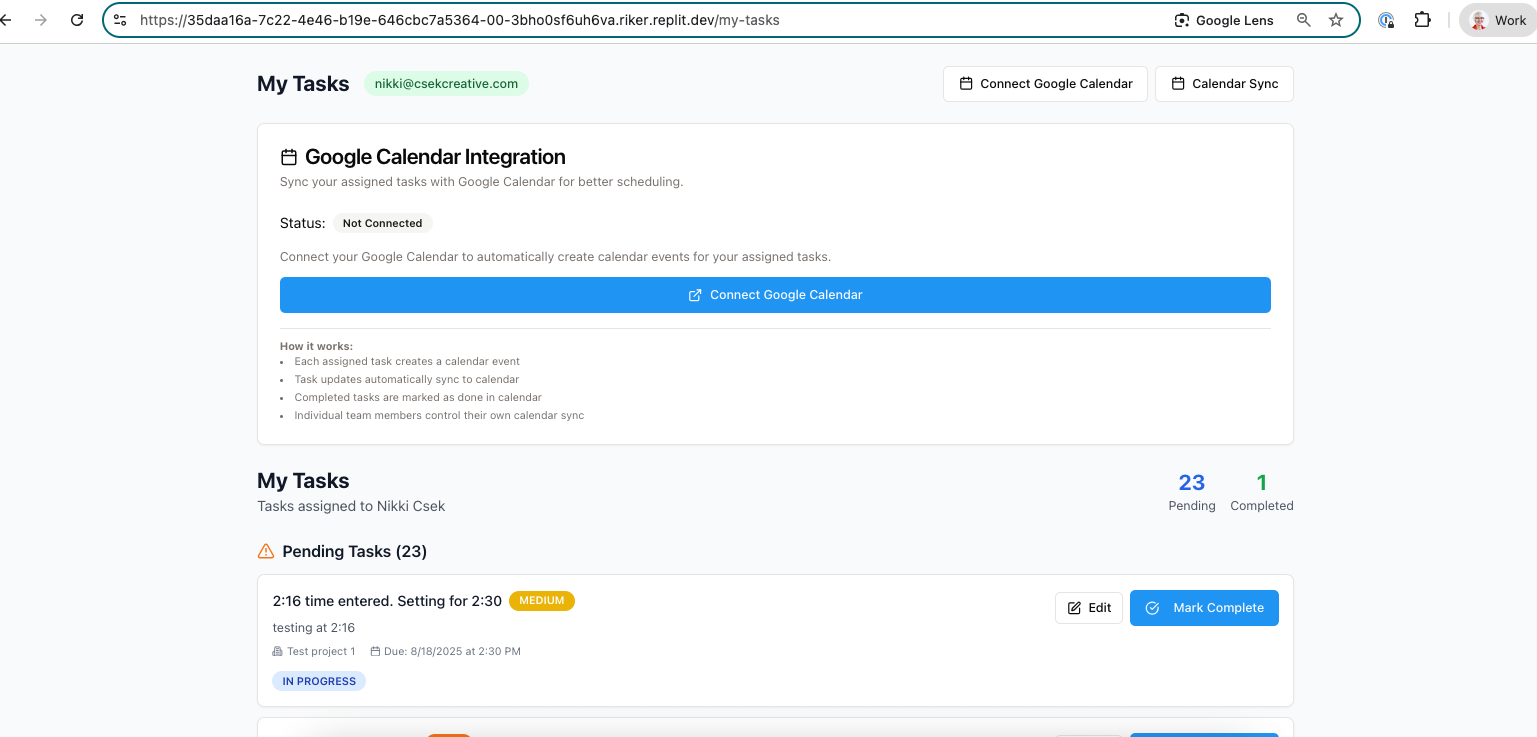 https://35daa16a-7c22-4e46-b19e-646cbc7a5364-00-3bho0sf6uh6va.riker.replit.dev/my-tasks
Google Lens
Work
My Tasks
nikki@csekcreative.com
Connect Google Calendar
Calendar Sync
Google Calendar Integration
Sync your assigned tasks with Google Calendar for better scheduling.
Status: Not Connected
Connect your Google Calendar to automatically create calendar events for your assigned tasks.
Connect Google Calendar
How it works:
• Each assigned task creates a calendar event
• Task updates automatically sync to calendar
• Completed tasks are marked as done in calendar
• Individual team members control their own calendar sync
My Tasks
Tasks assigned to Nikki Csek
23
Pending
1
Completed
Pending Tasks (23)
2:16 time entered. Setting for 2:30 MEDIUM
Edit
Mark Complete
testing at 2:16
Test project 1 Due: 8/18/2025 at 2:30 PM
IN PROGRESS